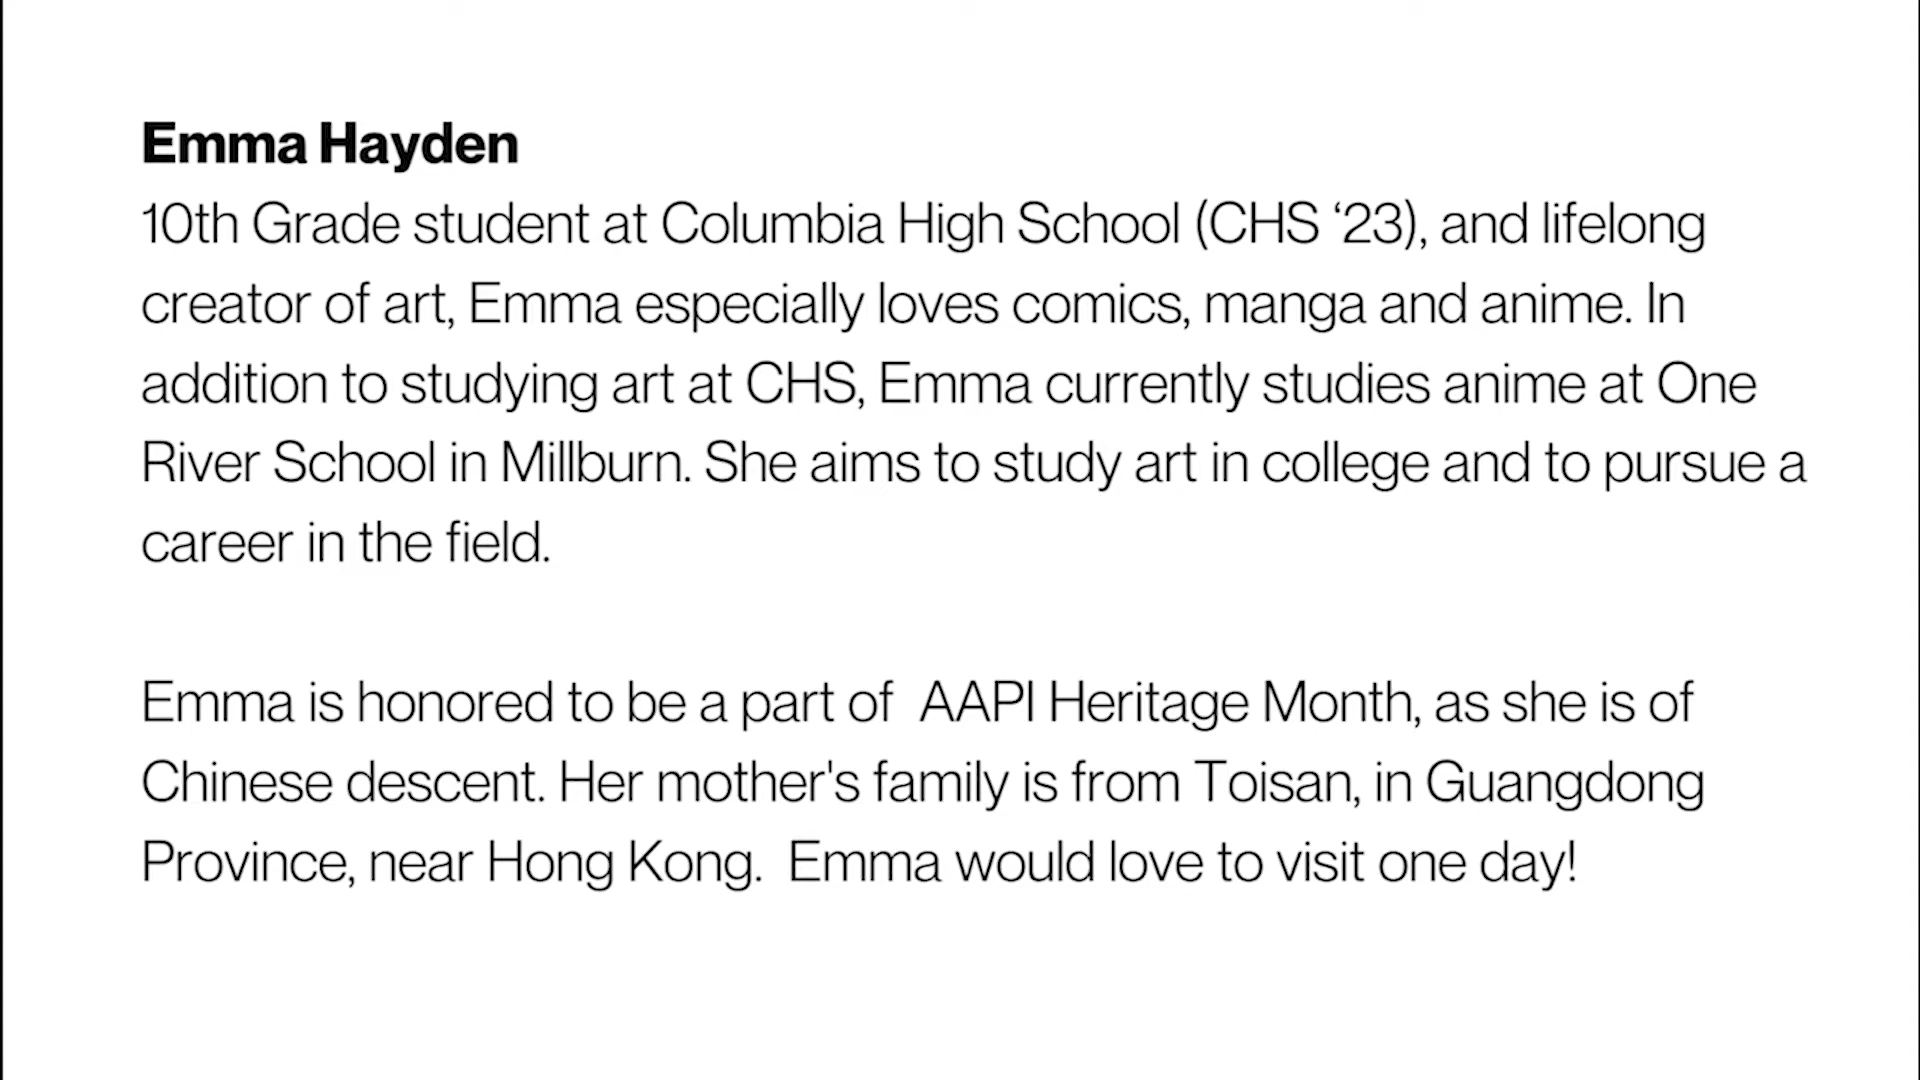 Emma Hayden
10th Grade student at Columbia High School (CHS ‘23), and lifelong
creator of art, Emma especially loves comics, manga and anime. In
addition to studying art at CHS, Emma currently studies anime at One
River School in Millburn. She aims to study art in college and to pursue a
career in the field.
Emma is honored to be a part of  AAPI Heritage Month, as she is of
Chinese descent. Her mother's family is from Toisan, in Guangdong
Province, near Hong Kong.  Emma would love to visit one day!